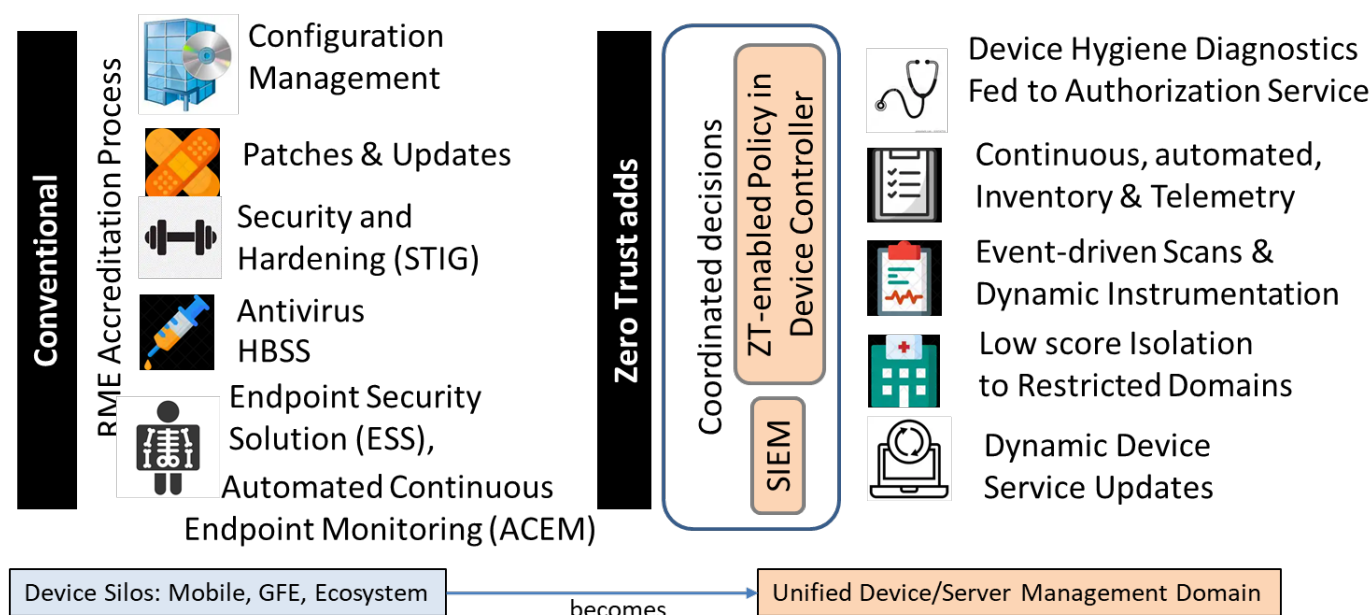 Conventional
RME Accreditation Process
Configuration
Management
Patches & Updates
Security and
Hardening (STIG)
Antivirus
HBSS
Endpoint Security
Solution (ESS),
Automated Continuous
Endpoint Monitoring (ACEM)
Zero Trust adds
Coordinated decisions
ZT-enabled Policy in
Device Controller
SIEM
Device Hygiene Diagnostics
Fed to Authorization Service
Continuous, automated,
Inventory & Telemetry
Event-driven Scans &
Dynamic Instrumentation
Low score Isolation
to Restricted Domains
Dynamic Device
Service Updates
Device Silos: Mobile, GFE, Ecosystem
becomes
Unified Device/Server Management Domain